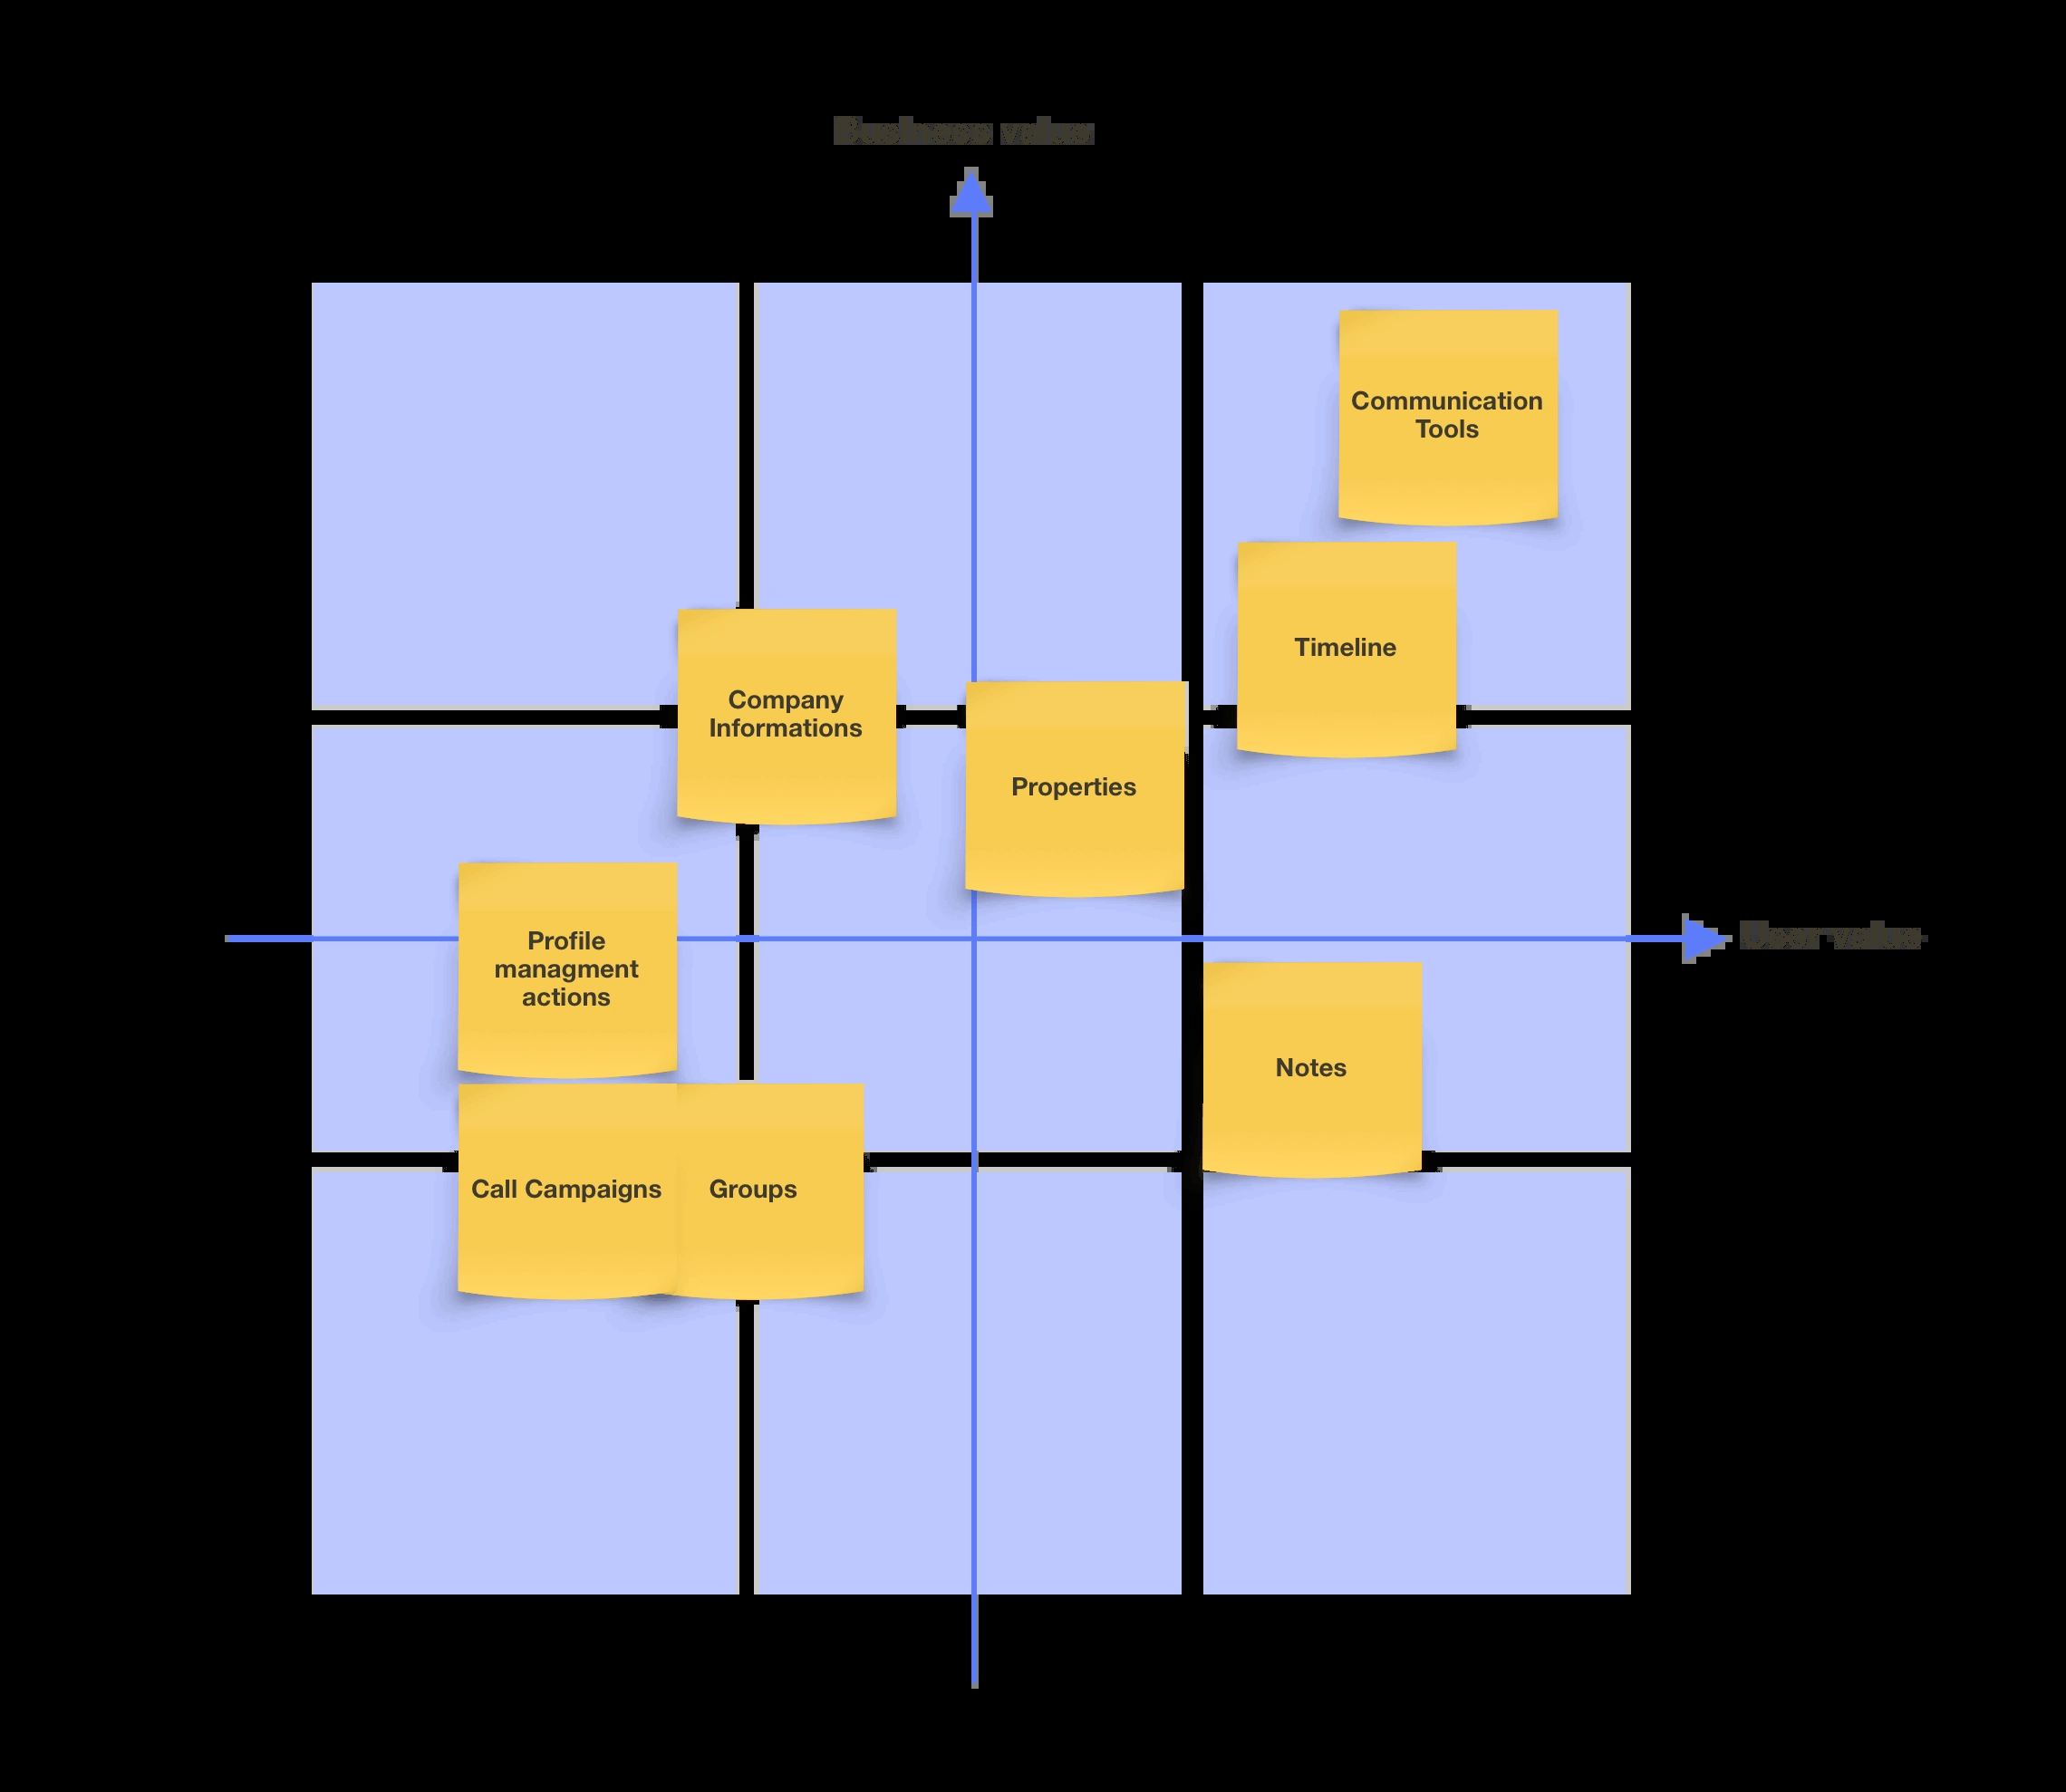 Business value
Communication
Tools
Timeline
Company
Informations
Properties
Profile
managment
actions
User value
Notes
Call Campaigns
Groups